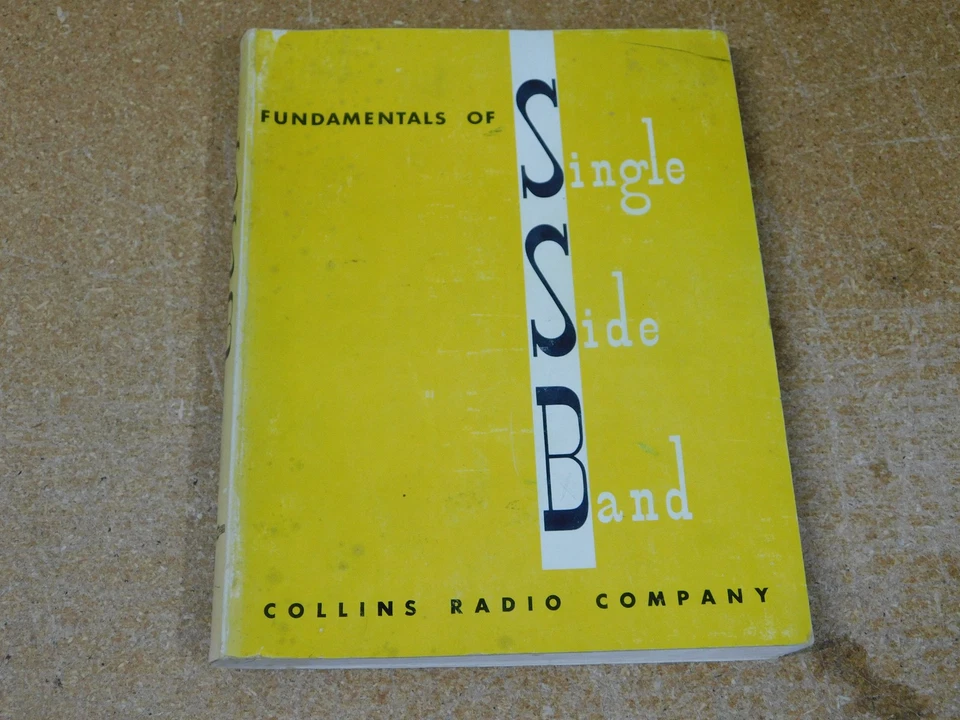 FUNDAMENTALS OF
Single
Side
Band
COLLINS RADIO COMPANY